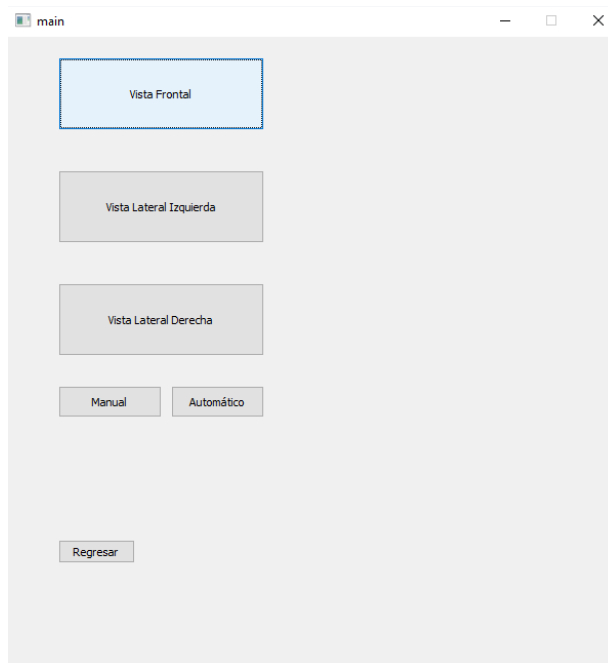 main
Vista Frontal
Vista Lateral Izquierda
Vista Lateral Derecha
Manual
Automático
Regresar